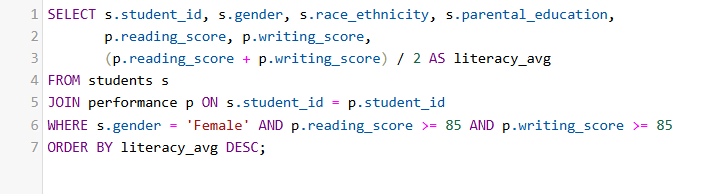 1 SELECT s.student_id, s.gender, s.race_ethnicity, s.parental_education,
2 p.reading_score, p.writing_score,
3 (p.reading_score + p.writing_score) / 2 AS literacy_avg
4 FROM students s
5 JOIN performance p ON s.student_id = p.student_id
6 WHERE s.gender = 'Female' AND p.reading_score >= 85 AND p.writing_score >= 85
7 ORDER BY literacy_avg DESC;